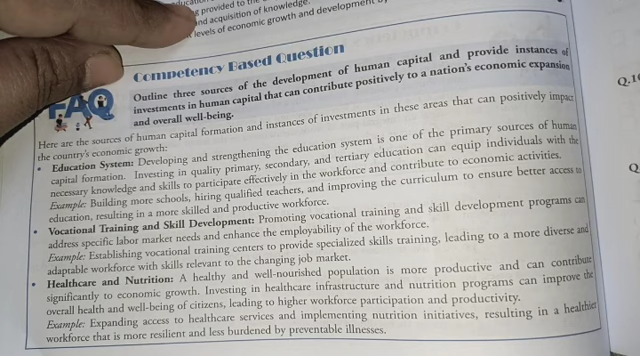 g provided to the
and acquisition of knowledge.
levels of economic growth and development
Competency Based Question
FAQ
Outline three sources of the development of human capital and provide instances of
investments in human capital that can contribute positively to a nation's economic expansion
and overall well-being.
Here are the sources of human capital formation and instances of investments in these areas that can positively impact
the country's economic growth:
• Education System: Developing and strengthening the education system is one of the primary sources of human
capital formation. Investing in quality primary, secondary, and tertiary education can equip individuals with the
necessary knowledge and skills to participate effectively in the workforce and contribute to economic activities.
Example: Building more schools, hiring qualified teachers, and improving the curriculum to ensure better access to
education, resulting in a more skilled and productive workforce.
• Vocational Training and Skill Development: Promoting vocational training and skill development programs can
address specific labor market needs and enhance the employability of the workforce.
Example: Establishing vocational training centers to provide specialized skills training, leading to a more diverse and
adaptable workforce with skills relevant to the changing job market.
• Healthcare and Nutrition: A healthy and well-nourished population is more productive and can contribute
significantly to economic growth. Investing in healthcare infrastructure and nutrition programs can improve the
overall health and well-being of citizens, leading to higher workforce participation and productivity.
Example: Expanding access to healthcare services and implementing nutrition initiatives, resulting in a healthier
workforce that is more resilient and less burdened by preventable illnesses.
Q.1
Q